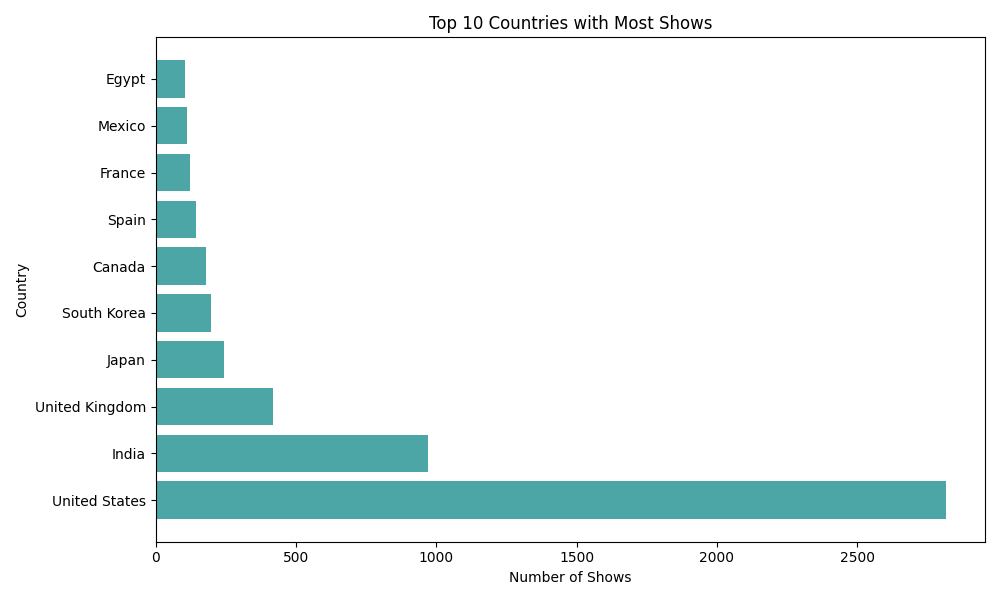 Top 10 Countries with Most Shows
Country
Egypt
Mexico
France
Spain
Canada
South Korea
Japan
United Kingdom
India
United States
0 500 1000 1500 2000 2500
Number of Shows